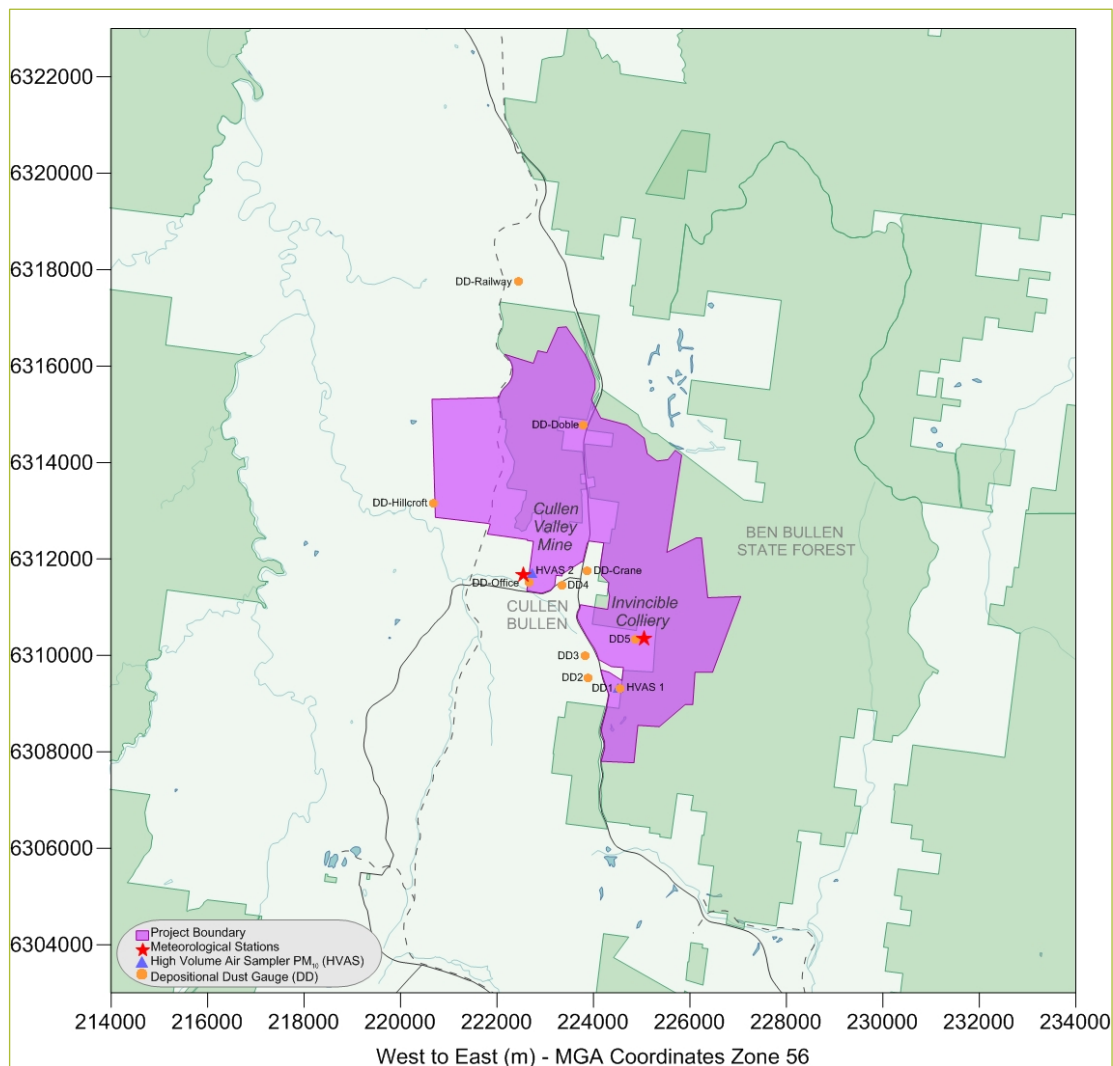 6322000
6320000
6318000
DD-Railway
6316000
DD-Doble
6314000
DD-Hillcroft
Cullen
Valley
Mine
BEN BULLEN
STATE FOREST
6312000
HVAS 2
DD-Crane
DD-Office
DD4
CULLEN
BULLEN
Invincible
Colliery
DD5
6310000
DD3
DD2
DD1
HVAS 1
6308000
6306000
6304000
Project Boundary
Meteorological Stations
High Volume Air Sampler PM10 (HVAS)
Depositional Dust Gauge (DD)
214000 216000 218000 220000 222000 224000 226000 228000 230000 232000 234000
West to East (m) - MGA Coordinates Zone 56